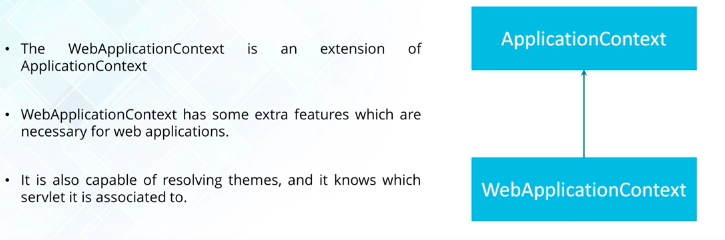 • The WebApplicationContext is an extension of
ApplicationContext
• WebApplicationContext has some extra features which are
necessary for web applications.
• It is also capable of resolving themes, and it knows which
servlet it is associated to.
ApplicationContext
WebApplicationContext